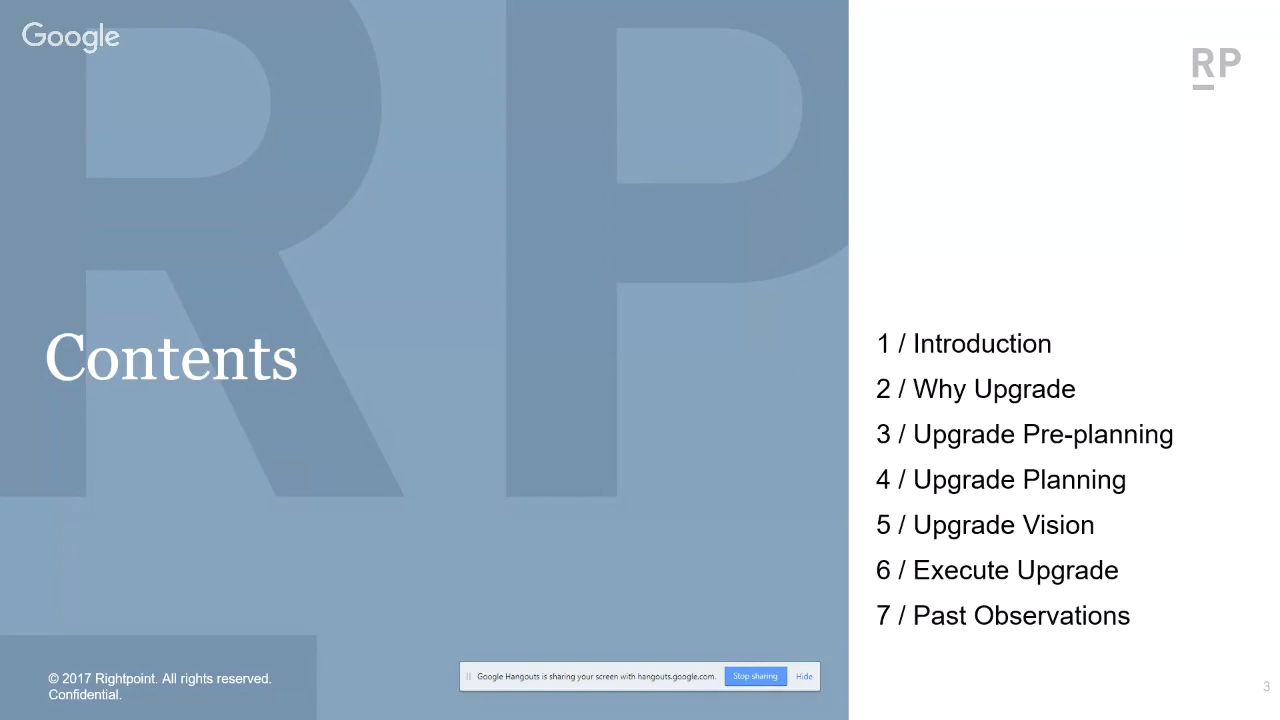 Google
RP
Contents
1 / Introduction
2 / Why Upgrade
3 / Upgrade Pre-planning
4 / Upgrade Planning
5 / Upgrade Vision
6 / Execute Upgrade
7 / Past Observations
© 2017 Rightpoint. All rights reserved.
Confidential.
Google Hangouts is sharing your screen with hangouts.google.com. Stop sharing Hide
3
RP